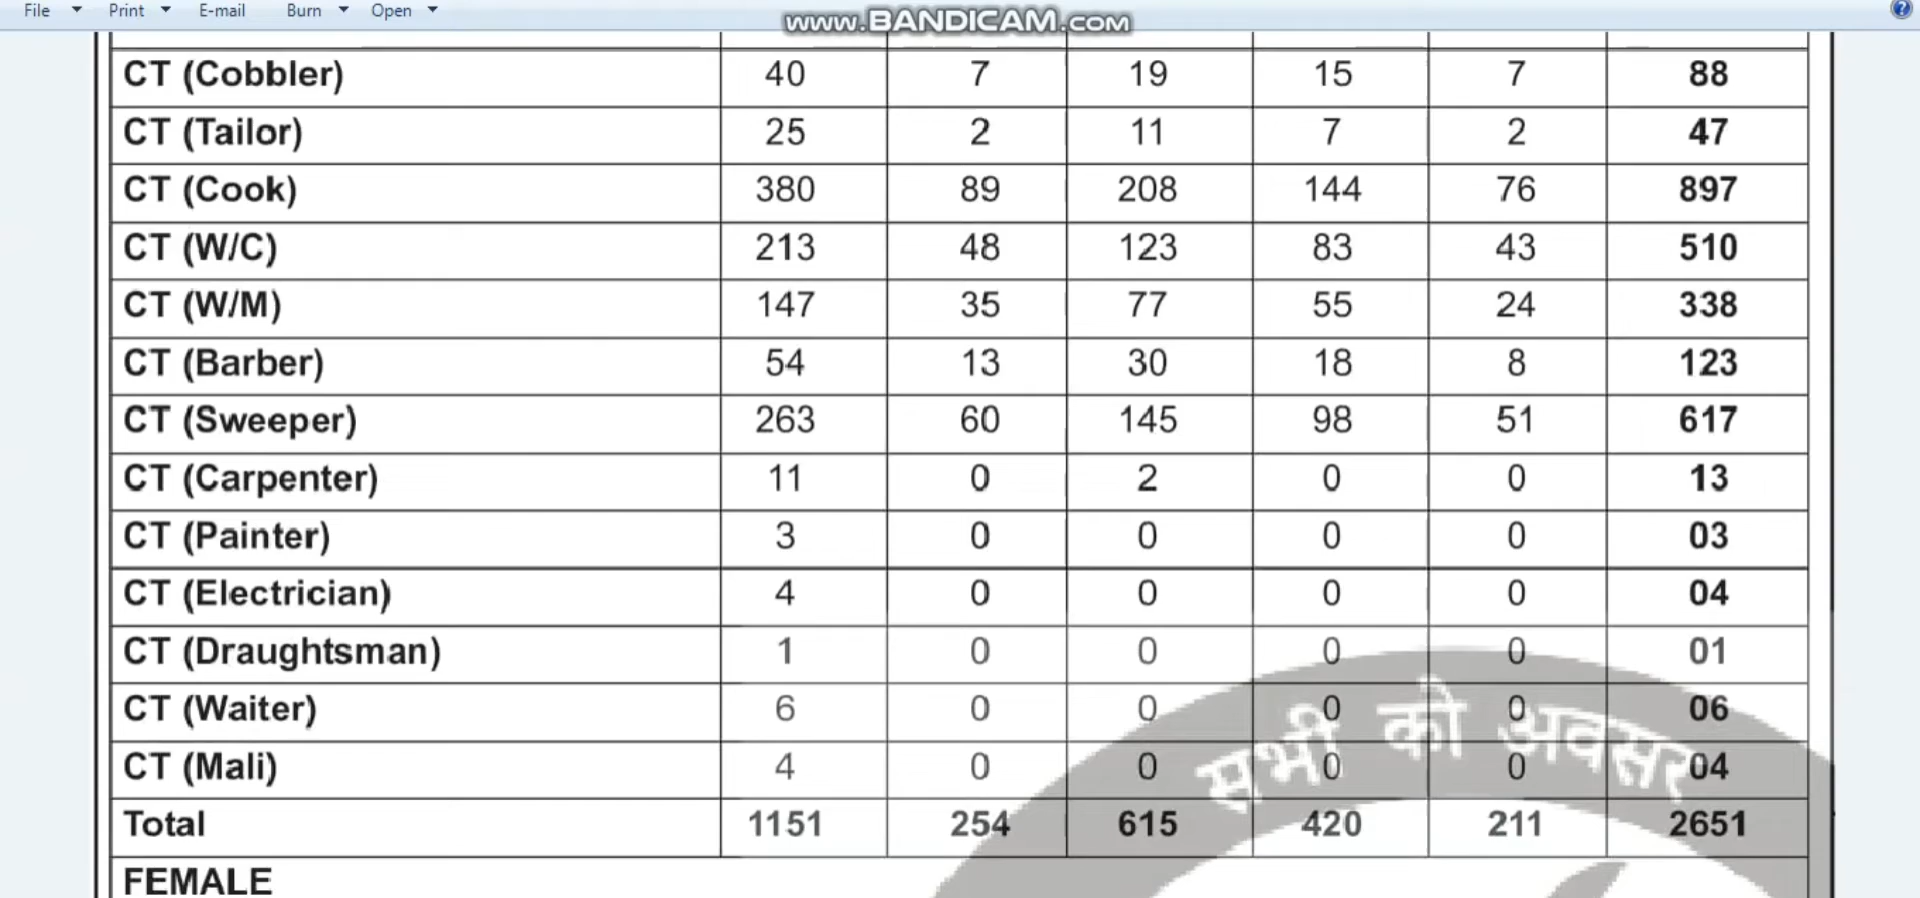 File Print E-mail Burn Open
www.BANDICAM.com
CT (Cobbler) 40 7 19 15 7 88
CT (Tailor) 25 2 11 7 2 47
CT (Cook) 380 89 208 144 76 897
CT (W/C) 213 48 123 83 43 510
CT (W/M) 147 35 77 55 24 338
CT (Barber) 54 13 30 18 8 123
CT (Sweeper) 263 60 145 98 51 617
CT (Carpenter) 11 0 2 0 0 13
CT (Painter) 3 0 0 0 0 03
CT (Electrician) 4 0 0 0 0 04
CT (Draughtsman) 1 0 0 0 0 01
CT (Waiter) 6 0 0 0 0 06
CT (Mali) 4 0 0 0 0 04
सभी को अवसर
Total 1151 254 615 420 211 2651
FEMALE